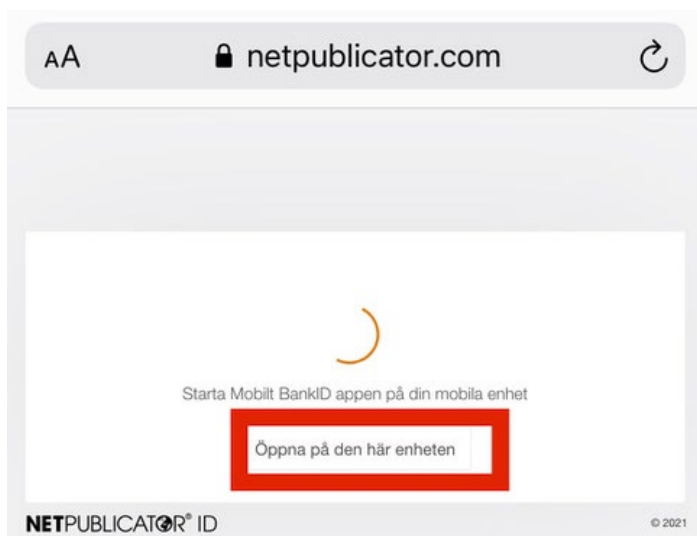 AA netpublicator.com
Starta Mobilt BankID appen på din mobila enhet
Öppna på den här enheten
NETPUBLICATOR® ID © 2021